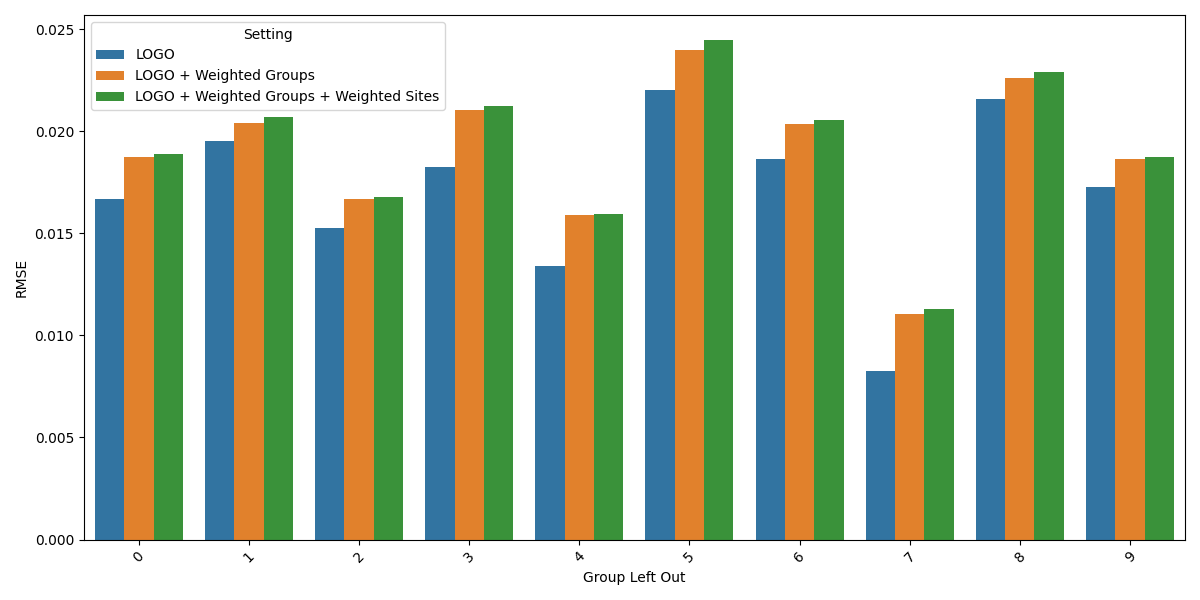 Setting
LOGO
LOGO + Weighted Groups
LOGO + Weighted Groups + Weighted Sites
RMSE
0.025
0.020
0.015
0.010
0.005
0.000
0 1 2 3 4 5 6 7 8 9
Group Left Out